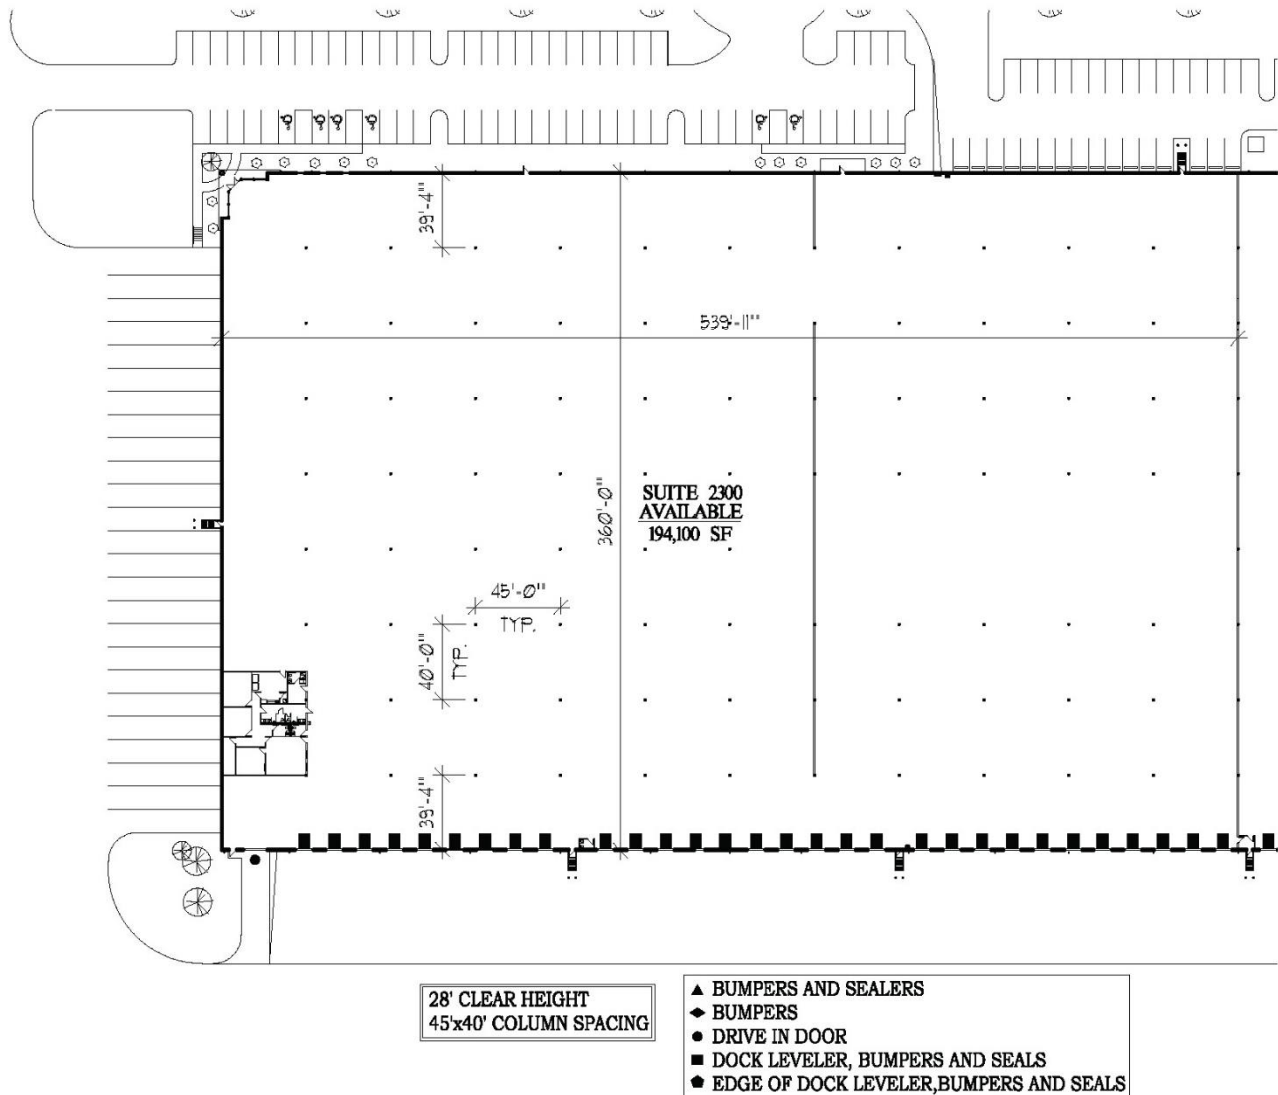 39'-4"
539'-11"
360'-0"
SUITE 2300
AVAILABLE
194,100 SF
45'-0"
TYP.
40'-0"
TYP.
39'-4"
28' CLEAR HEIGHT
45'x40' COLUMN SPACING
▲ BUMPERS AND SEALERS
◆ BUMPERS
● DRIVE IN DOOR
■ DOCK LEVELER, BUMPERS AND SEALS
⬟ EDGE OF DOCK LEVELER,BUMPERS AND SEALS